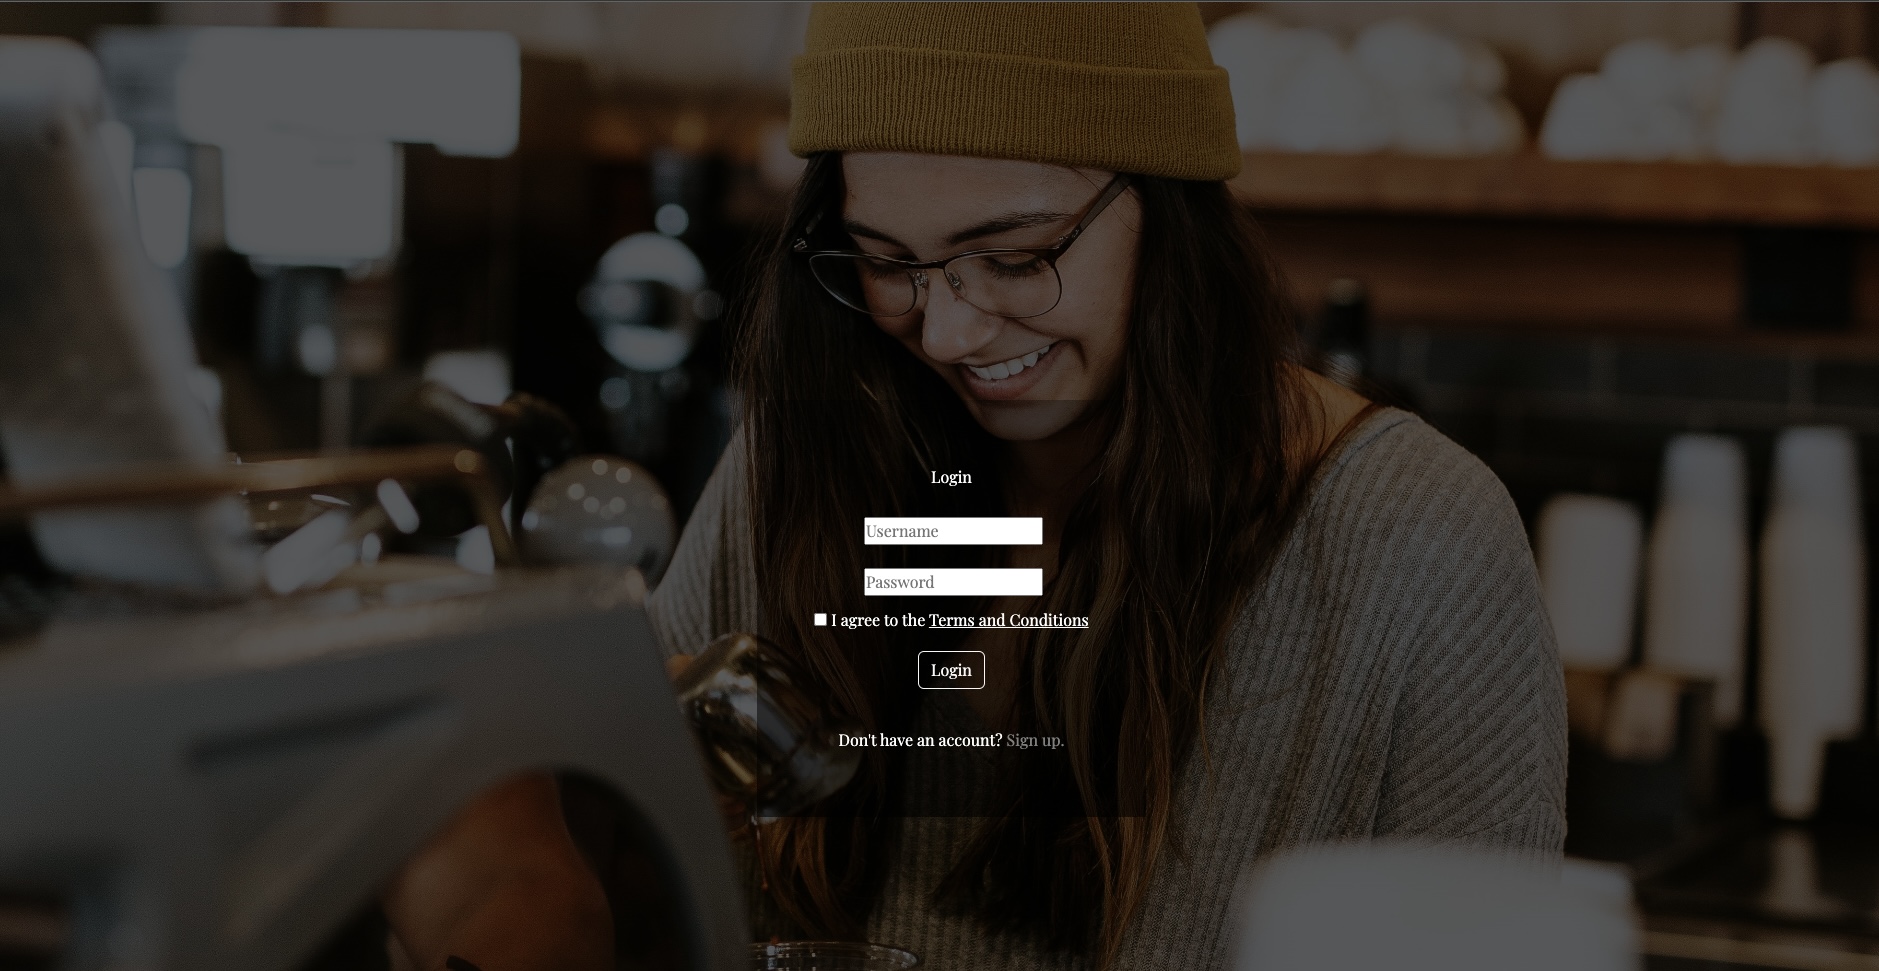 Login
Username
Password
I agree to the Terms and Conditions
Login
Don't have an account? Sign up.